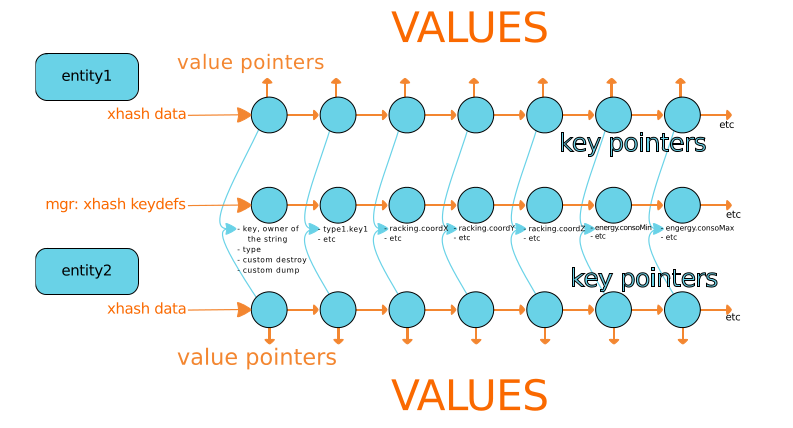 VALUES
value pointers
entity1
xhash data
etc
key pointers
mgr: xhash keydefs
etc
- key, owner of
the string
- type
- custom destroy
- custom dump
- type1.key1
- etc
- racking.coordX
- etc
- racking.coordY
- etc
- racking.coordZ
- etc
- energy.consoMin
- etc
- engergy.consoMax
- etc
entity2
key pointers
xhash data
etc
value pointers
VALUES